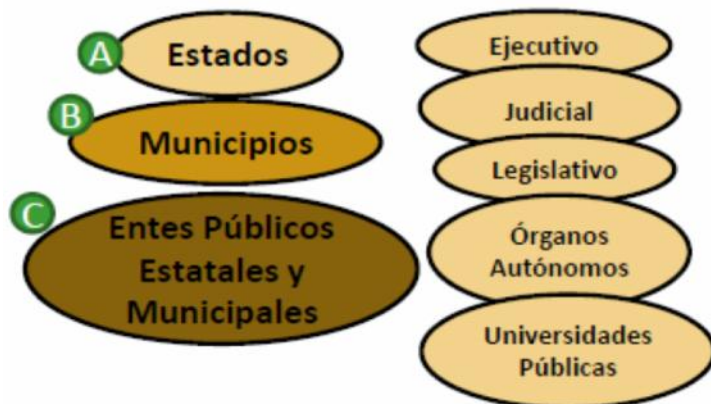 A
Estados
B
Municipios
C
Entes Públicos
Estatales y
Municipales
Ejecutivo
Judicial
Legislativo
Órganos
Autónomos
Universidades
Públicas